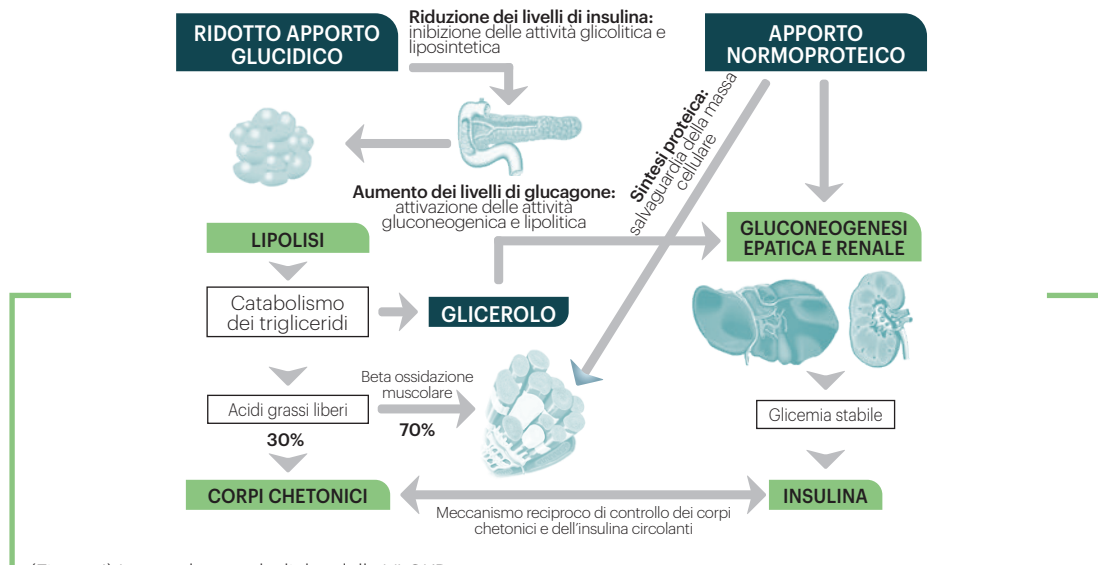 RIDOTTO APPORTO
GLUCIDICO
Riduzione dei livelli di insulina:
inibizione delle attività glicolitica e
liposintetica
APPORTO
NORMOPROTEICO
Sintesi proteica:
salvaguardia della massa
cellulare
Aumento dei livelli di glucagone:
attivazione delle attività
gluconeogenica e lipolitica
LIPOLISI
GLUCONEOGENESI
EPATICA E RENALE
Catabolismo
dei trigliceridi
GLICEROLO
Beta ossidazione
muscolare
Acidi grassi liberi
70%
30%
Glicemia stabile
CORPI CHETONICI
INSULINA
Meccanismo reciproco di controllo dei corpi
chetonici e dell'insulina circolanti